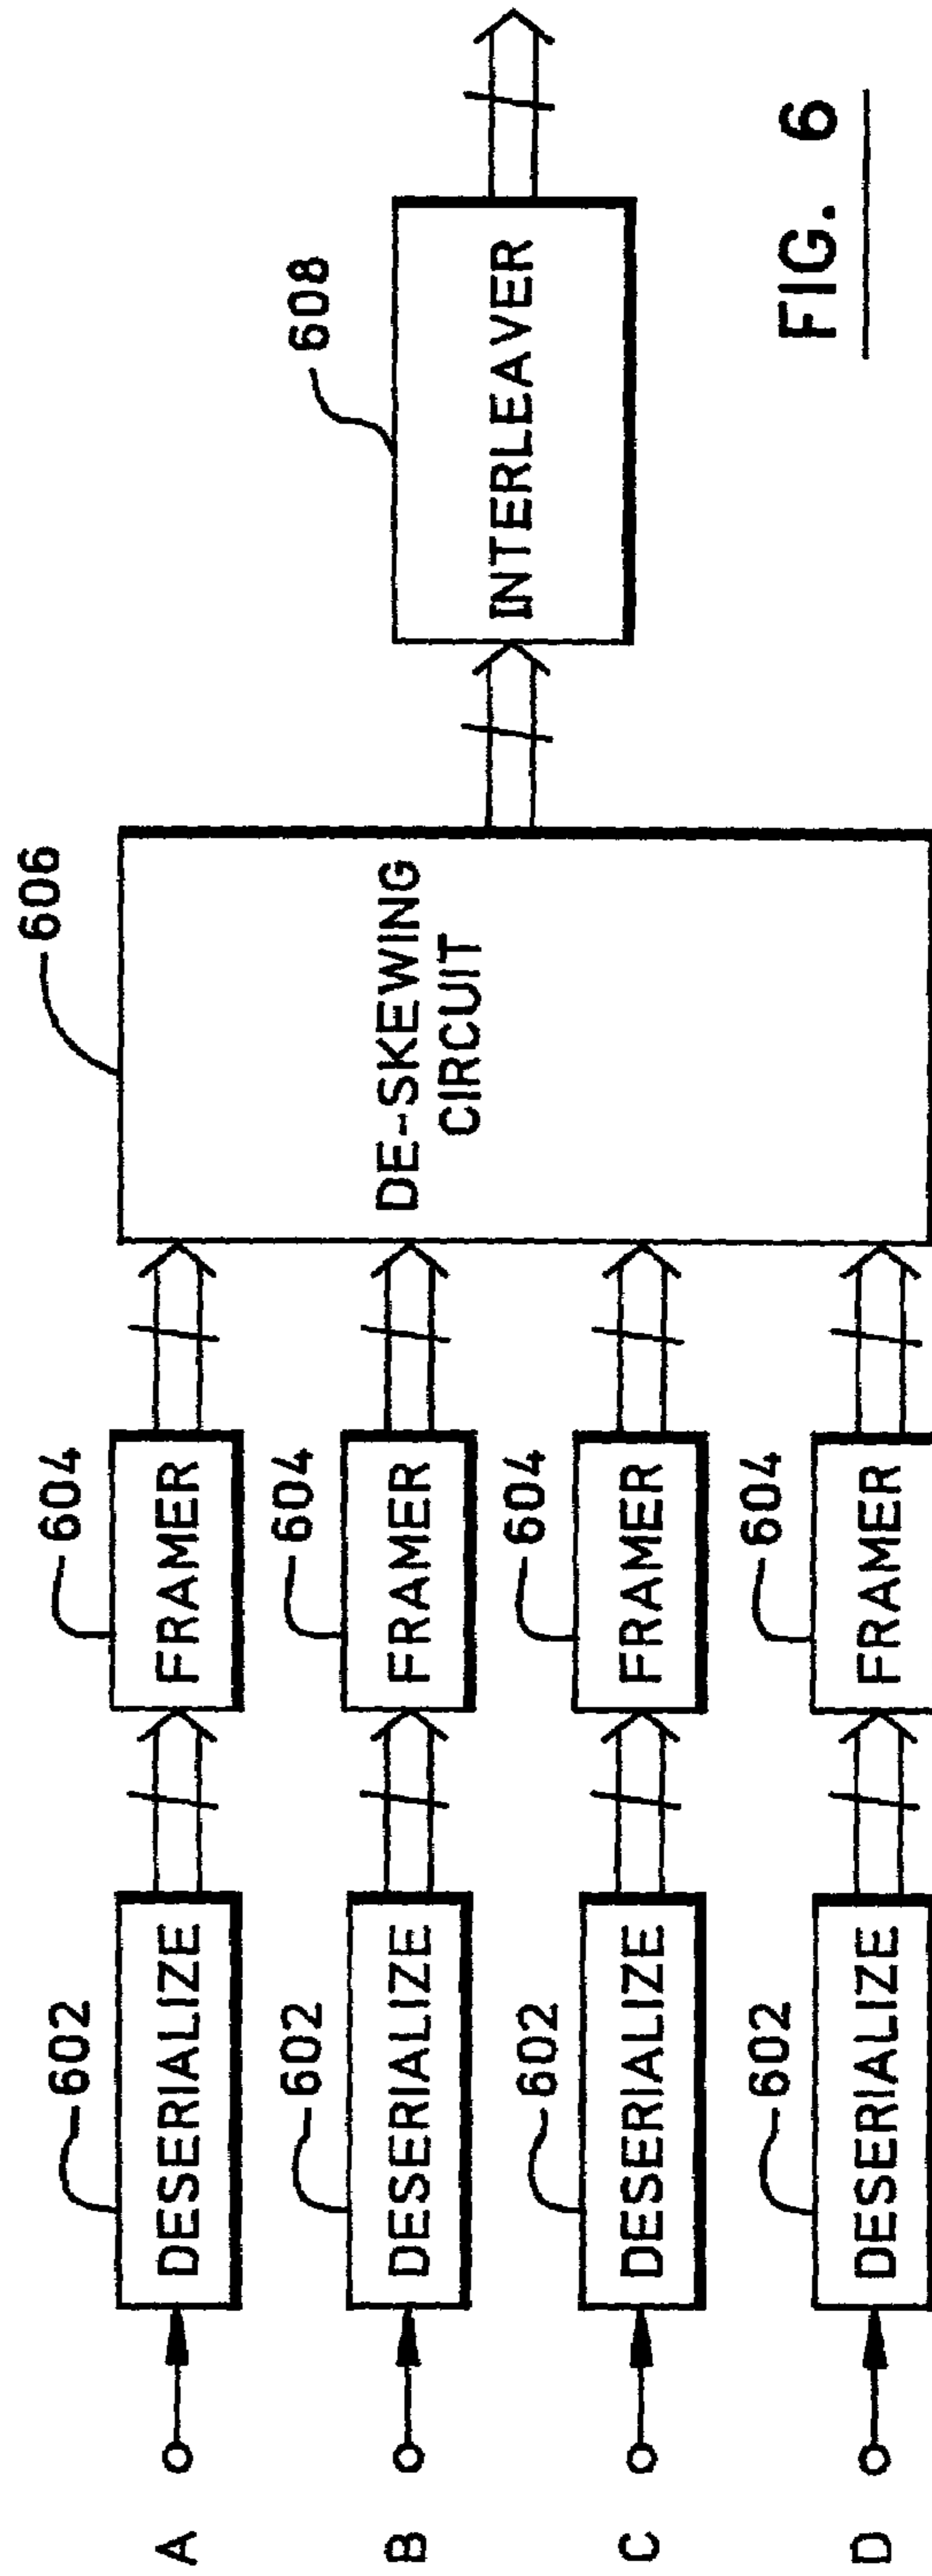 A
602
DESERIALIZE
604
FRAMER
B
602
DESERIALIZE
604
FRAMER
C
602
DESERIALIZE
604
FRAMER
D
602
DESERIALIZE
604
FRAMER
606
DE-SKEWING
CIRCUIT
608
INTERLEAVER
FIG. 6